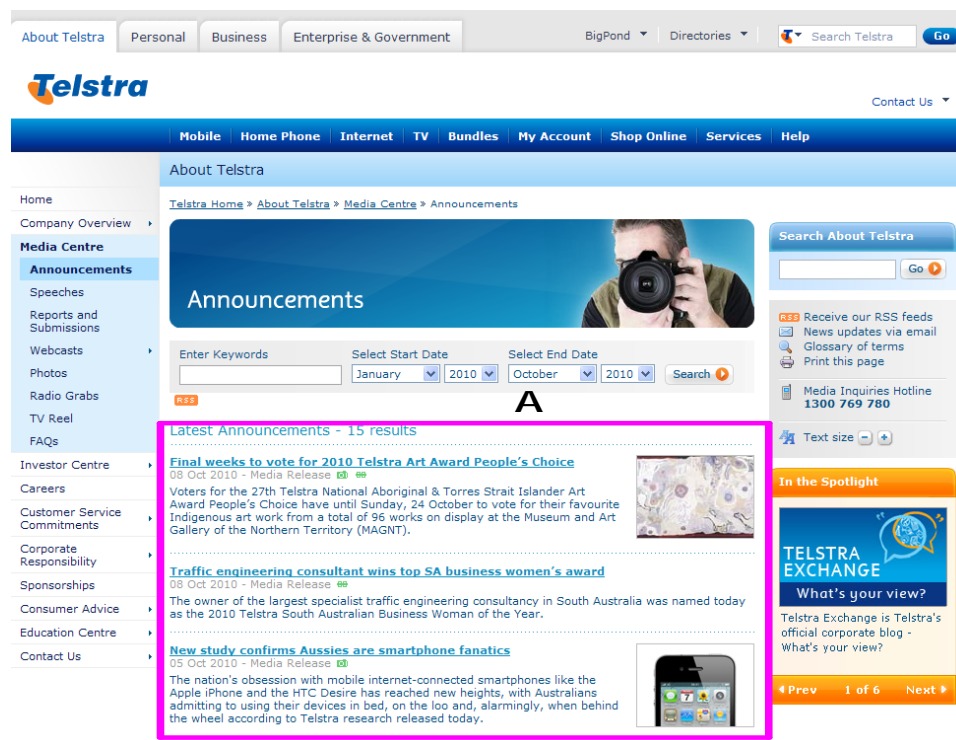 About Telstra Personal Business Enterprise & Government BigPond Directories Search Telstra Go
Telstra
Contact Us
Mobile Home Phone Internet TV Bundles My Account Shop Online Services Help
About Telstra
Home
Company Overview
Media Centre
Announcements
Speeches
Reports and
Submissions
Webcasts
Photos
Radio Grabs
TV Reel
FAQs
Investor Centre
Careers
Customer Service
Commitments
Corporate
Responsibility
Sponsorships
Consumer Advice
Education Centre
Contact Us
Telstra Home » About Telstra » Media Centre » Announcements
Announcements
Enter Keywords Select Start Date Select End Date
January 2010 October 2010 Search
RSS
A
Latest Announcements - 15 results
Final weeks to vote for 2010 Telstra Art Award People's Choice
08 Oct 2010 - Media Release
Voters for the 27th Telstra National Aboriginal & Torres Strait Islander Art
Award People's Choice have until Sunday, 24 October to vote for their favourite
Indigenous art work from a total of 96 works on display at the Museum and Art
Gallery of the Northern Territory (MAGNT).
Traffic engineering consultant wins top SA business women's award
08 Oct 2010 - Media Release
The owner of the largest specialist traffic engineering consultancy in South Australia was named today
as the 2010 Telstra South Australian Business Woman of the Year.
New study confirms Aussies are smartphone fanatics
05 Oct 2010 - Media Release
The nation's obsession with mobile internet-connected smartphones like the
Apple iPhone and the HTC Desire has reached new heights, with Australians
admitting to using their devices in bed, on the loo and, alarmingly, when behind
the wheel according to Telstra research released today.
Search About Telstra
Go
RSS Receive our RSS feeds
News updates via email
Glossary of terms
Print this page
Media Inquiries Hotline
1300 769 780
Text size - +
In the Spotlight
TELSTRA
EXCHANGE
What's your view?
Telstra Exchange is Telstra's
official corporate blog -
What's your view?
Prev 1 of 6 Next